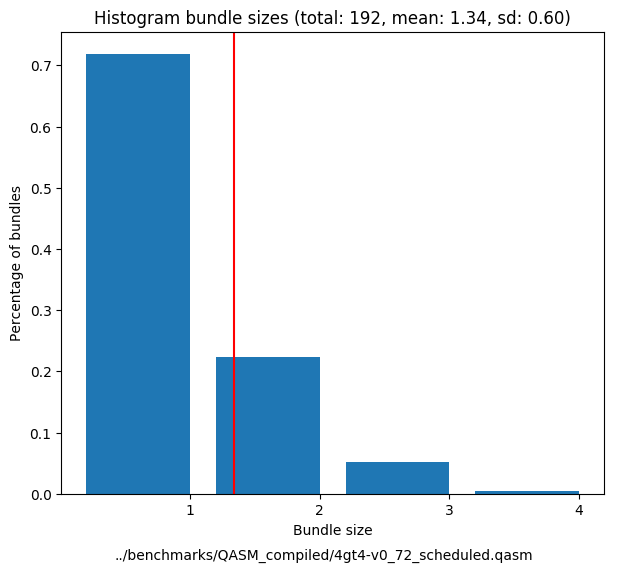 Histogram bundle sizes (total: 192, mean: 1.34, sd: 0.60)
0.7
0.6
0.5
0.4
0.3
0.2
0.1
0.0
Percentage of bundles
1 2 3 4
Bundle size
../benchmarks/QASM_compiled/4gt4-v0_72_scheduled.qasm